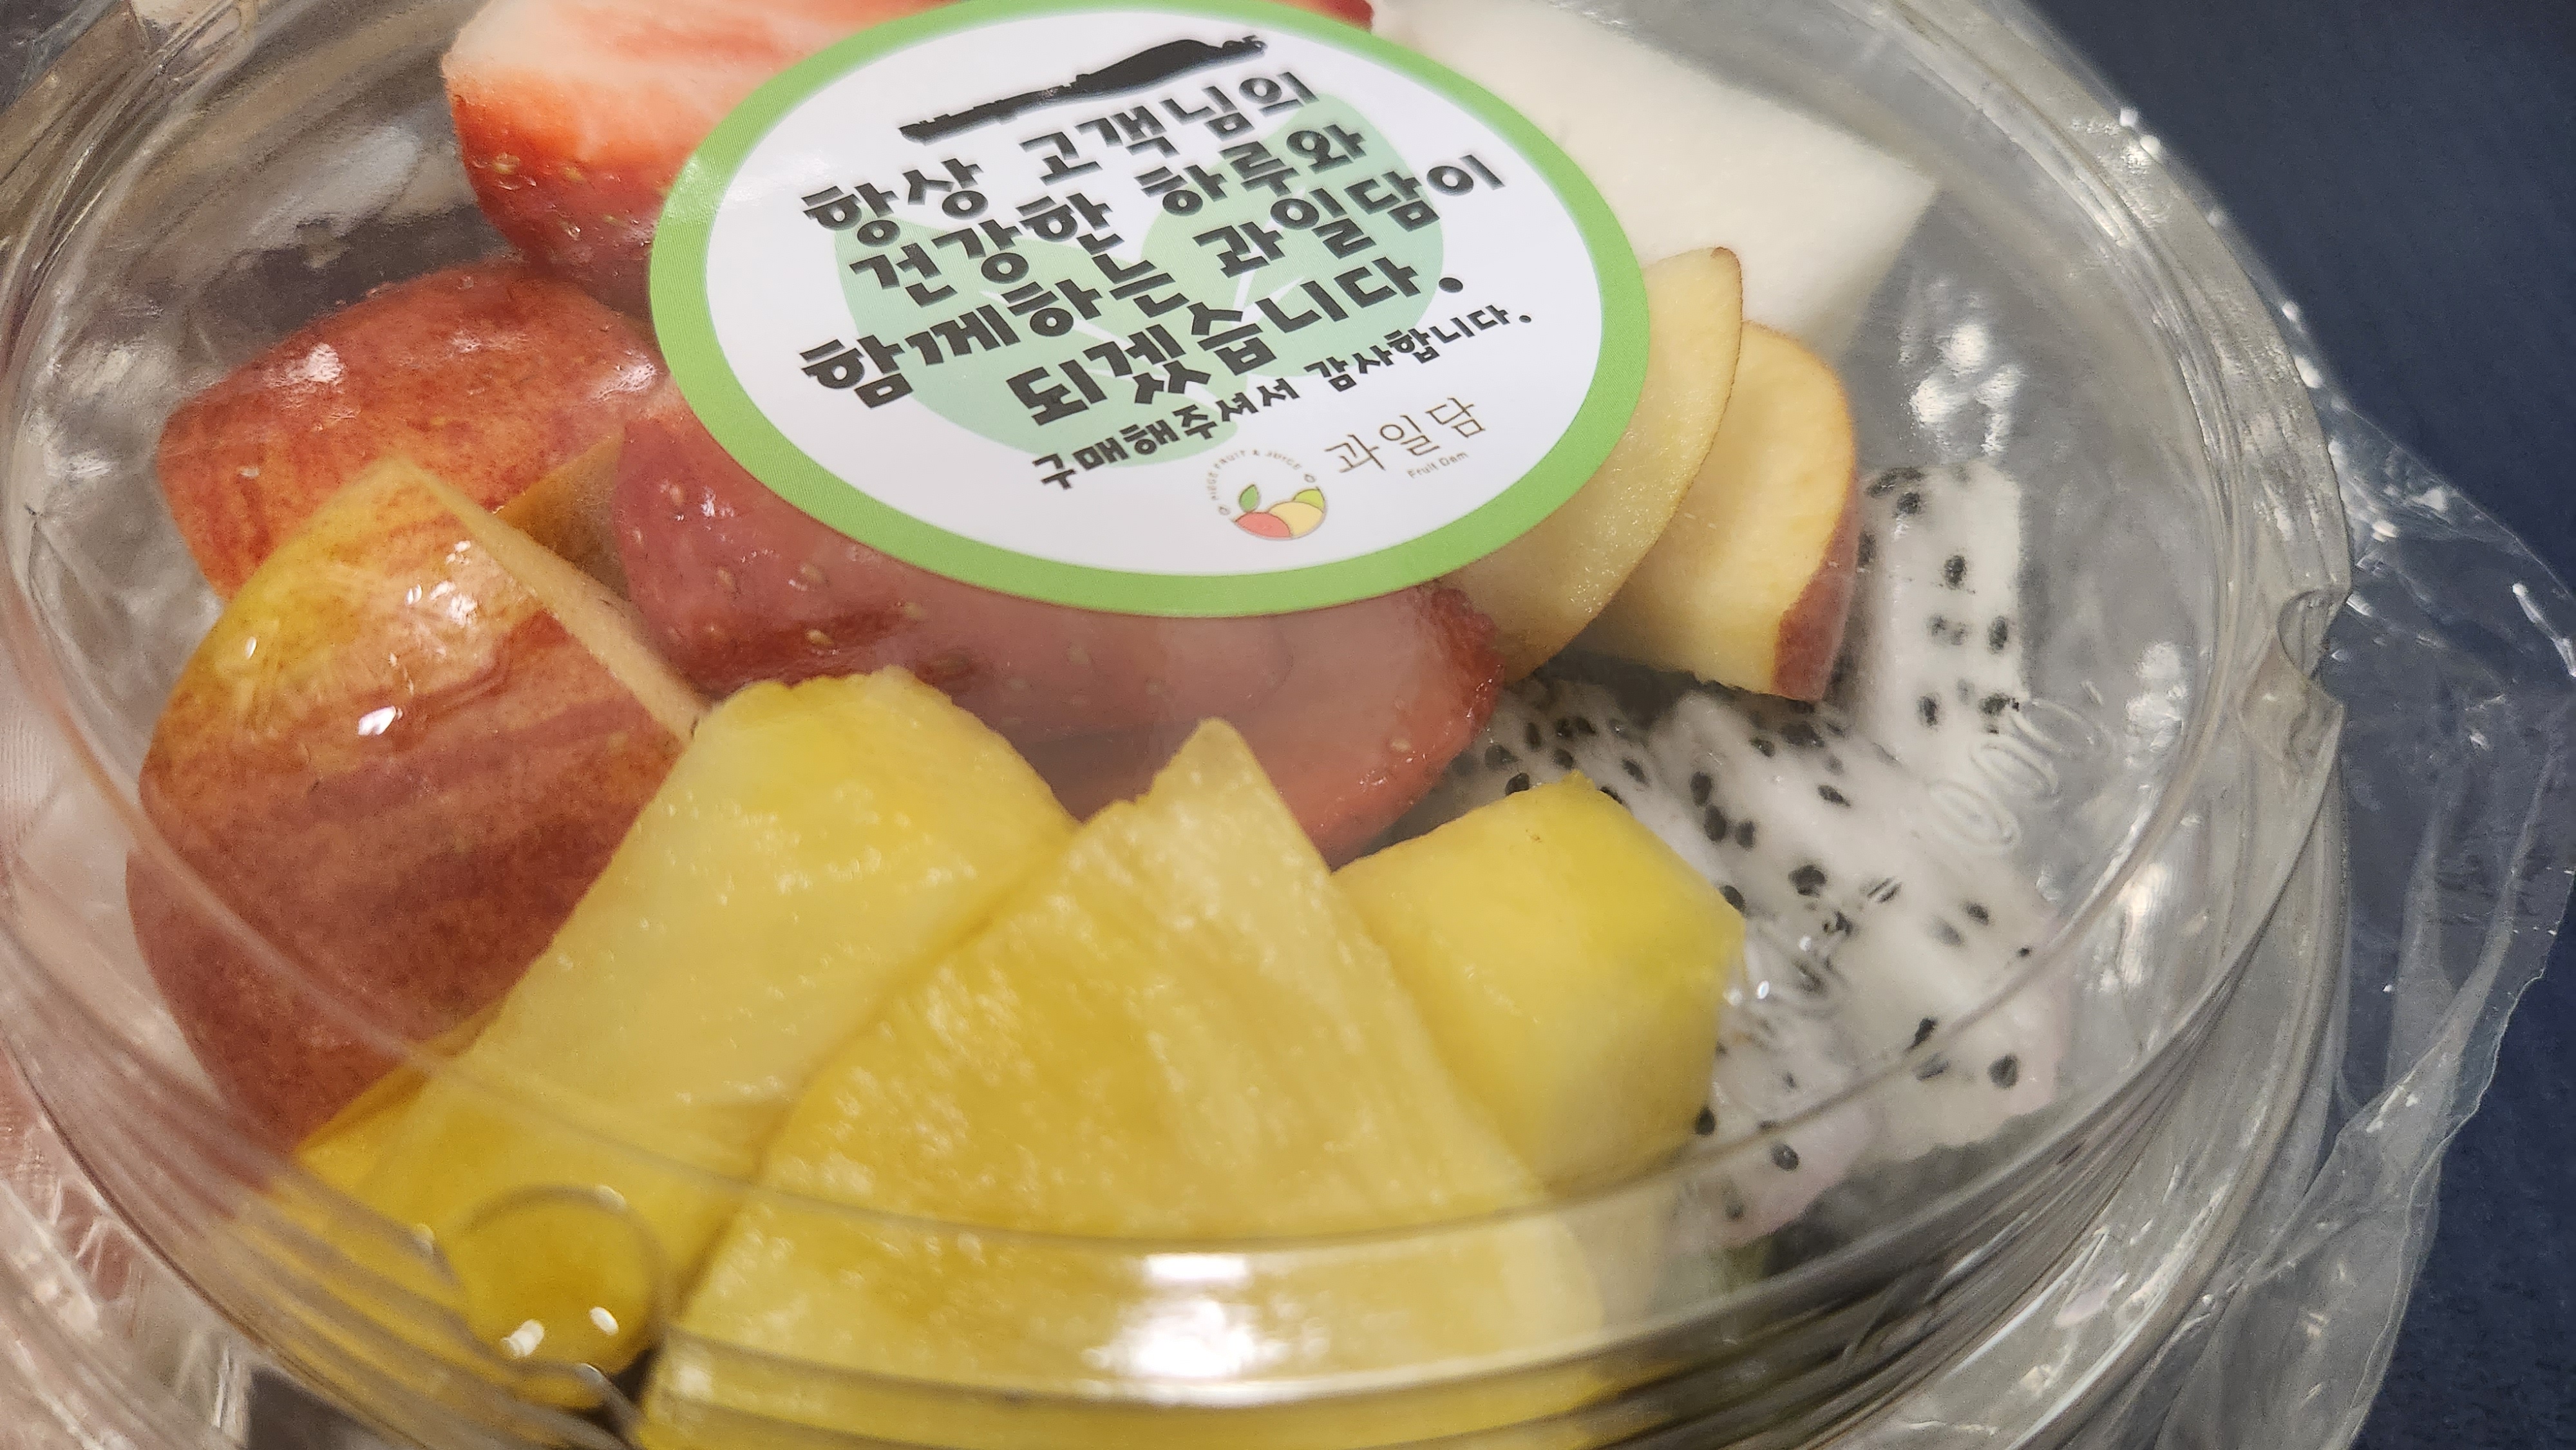 항상 고객님의
건강한 하루와
함께하는 과일담이
되겠습니다.
구매해주셔서 감사합니다.
FRUIT & JUICE
과일담
Fruit Dam